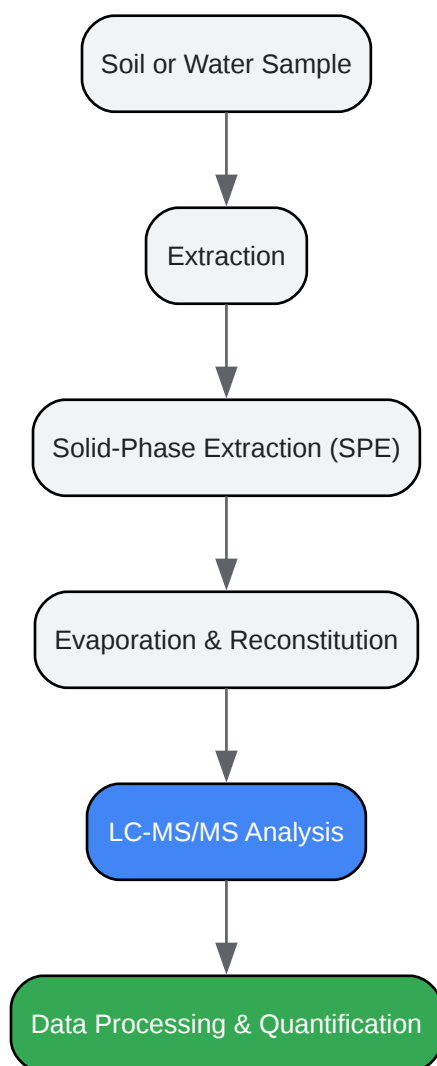 Soil or Water Sample
Extraction
Solid-Phase Extraction (SPE)
Evaporation & Reconstitution
LC-MS/MS Analysis
Data Processing & Quantification